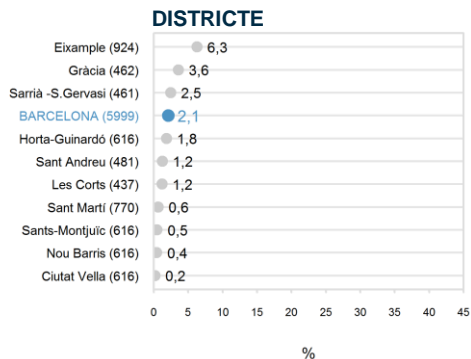 DISTRICTE
Eixample (924) 6,3
Gràcia (462) 3,6
Sarrià -S.Gervasi (461) 2,5
BARCELONA (5999) 2,1
Horta-Guinardó (616) 1,8
Sant Andreu (481) 1,2
Les Corts (437) 1,2
Sant Martí (770) 0,6
Sants-Montjuïc (616) 0,5
Nou Barris (616) 0,4
Ciutat Vella (616) 0,2
0 5 10 15 20 25 30 35 40 45
%